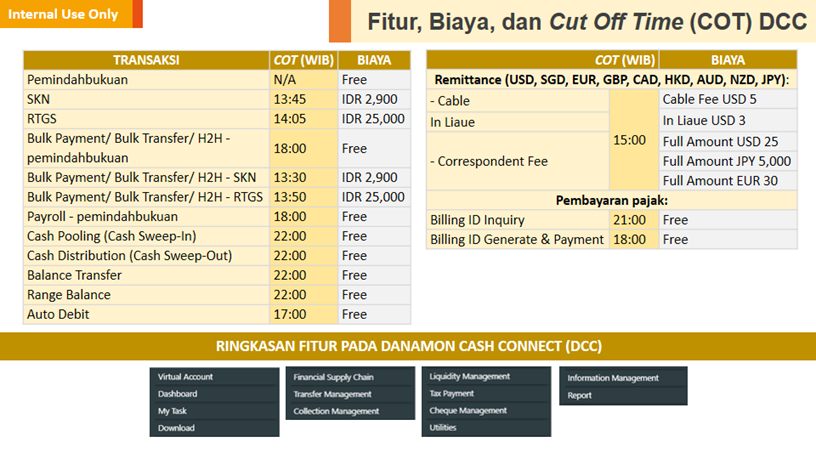 Internal Use Only
Fitur, Biaya, dan Cut Off Time (COT) DCC
TRANSAKSI COT (WIB) BIAYA
Pemindahbukuan N/A Free
SKN 13:45 IDR 2,900
RTGS 14:05 IDR 25,000
Bulk Payment/ Bulk Transfer/ H2H -
pemindahbukuan 18:00 Free
Bulk Payment/ Bulk Transfer/ H2H - SKN 13:30 IDR 2,900
Bulk Payment/ Bulk Transfer/ H2H - RTGS 13:50 IDR 25,000
Payroll - pemindahbukuan 18:00 Free
Cash Pooling (Cash Sweep-In) 22:00 Free
Cash Distribution (Cash Sweep-Out) 22:00 Free
Balance Transfer 22:00 Free
Range Balance 22:00 Free
Auto Debit 17:00 Free
COT (WIB) BIAYA
Remittance (USD, SGD, EUR, GBP, CAD, HKD, AUD, NZD, JPY):
- Cable Cable Fee USD 5
In Liaue In Liaue USD 3
15:00 Full Amount USD 25
- Correspondent Fee Full Amount JPY 5,000
Full Amount EUR 30
Pembayaran pajak:
Billing ID Inquiry 21:00 Free
Billing ID Generate & Payment 18:00 Free
RINGKASAN FITUR PADA DANAMON CASH CONNECT (DCC)
Virtual Account
Dashboard
My Task
Download
Financial Supply Chain
Transfer Management
Collection Management
Liquidity Management
Tax Payment
Cheque Management
Utilities
Information Management
Report